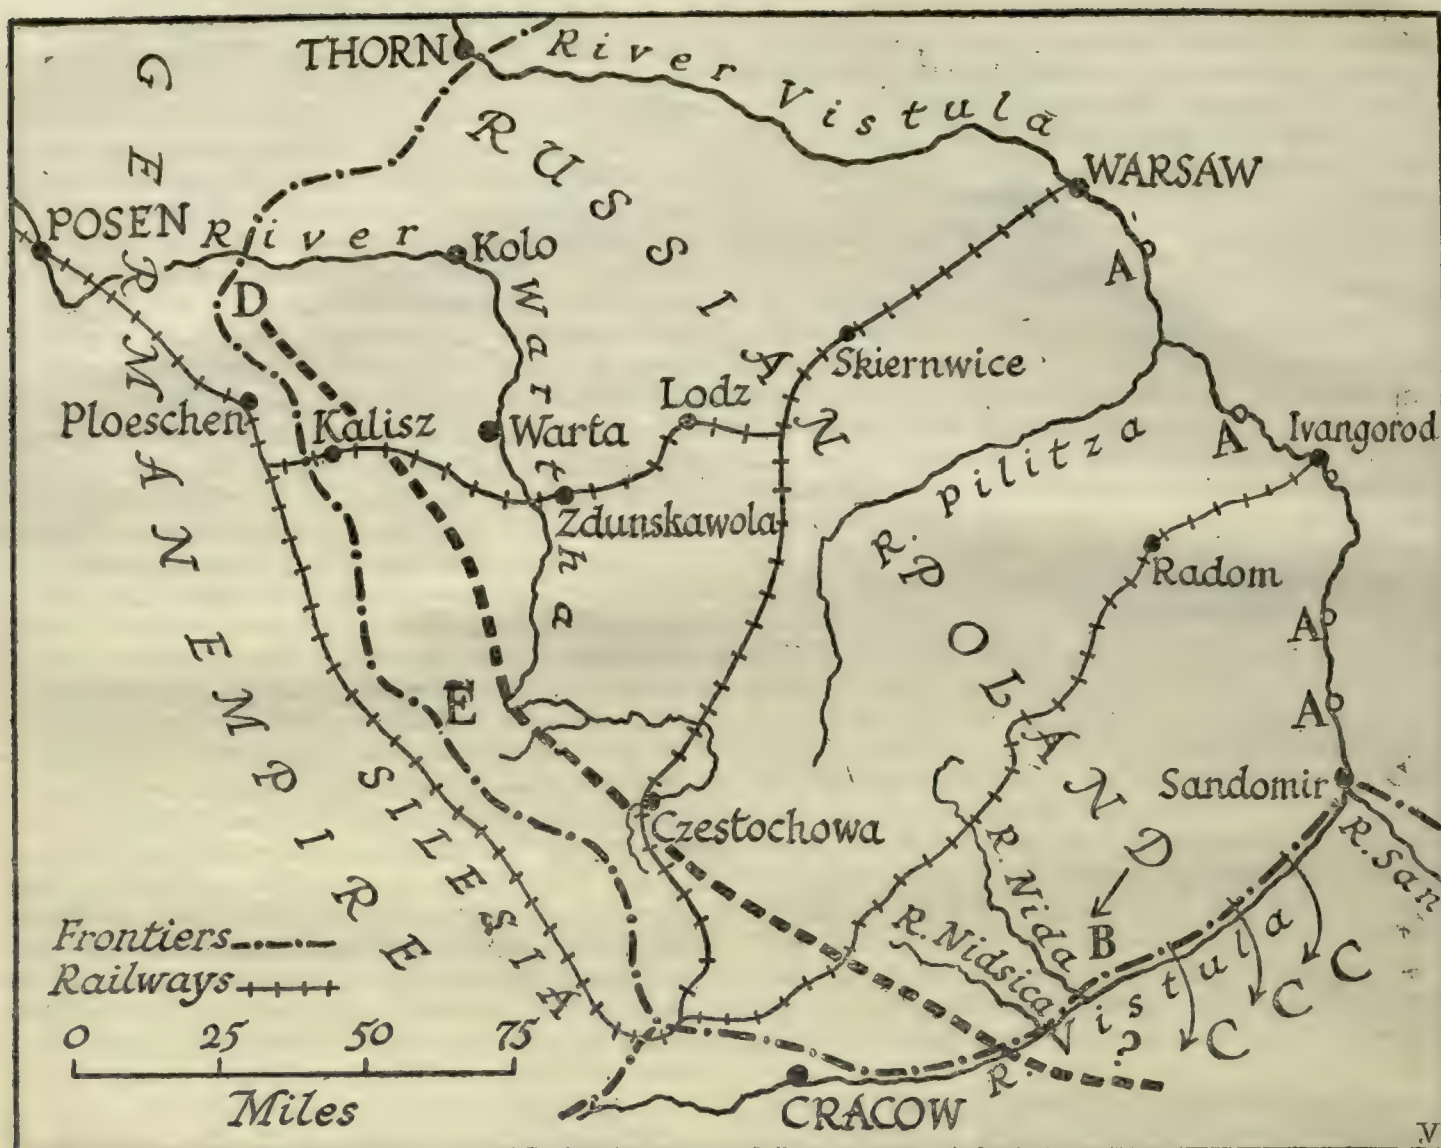 THORN
River Vistula
GERMAN EMPIRE
RUSSIAN
WARSAW
POSEN
River Wartha
Kolo
A
D
Skiernwice
Ploeschen
Kalisz
Lodz
Warta
R. Pilitza
A
Ivangorod
Zdunskawola
POLAND
Radom
A
E
A
SILESIA
Sandomir
Czestochowa
R. San
R. Nida
R. Nidsica
B
Frontiers
Railways
R. Vistula
C
C
C
?
0 25 50 75
Miles
CRACOW
V